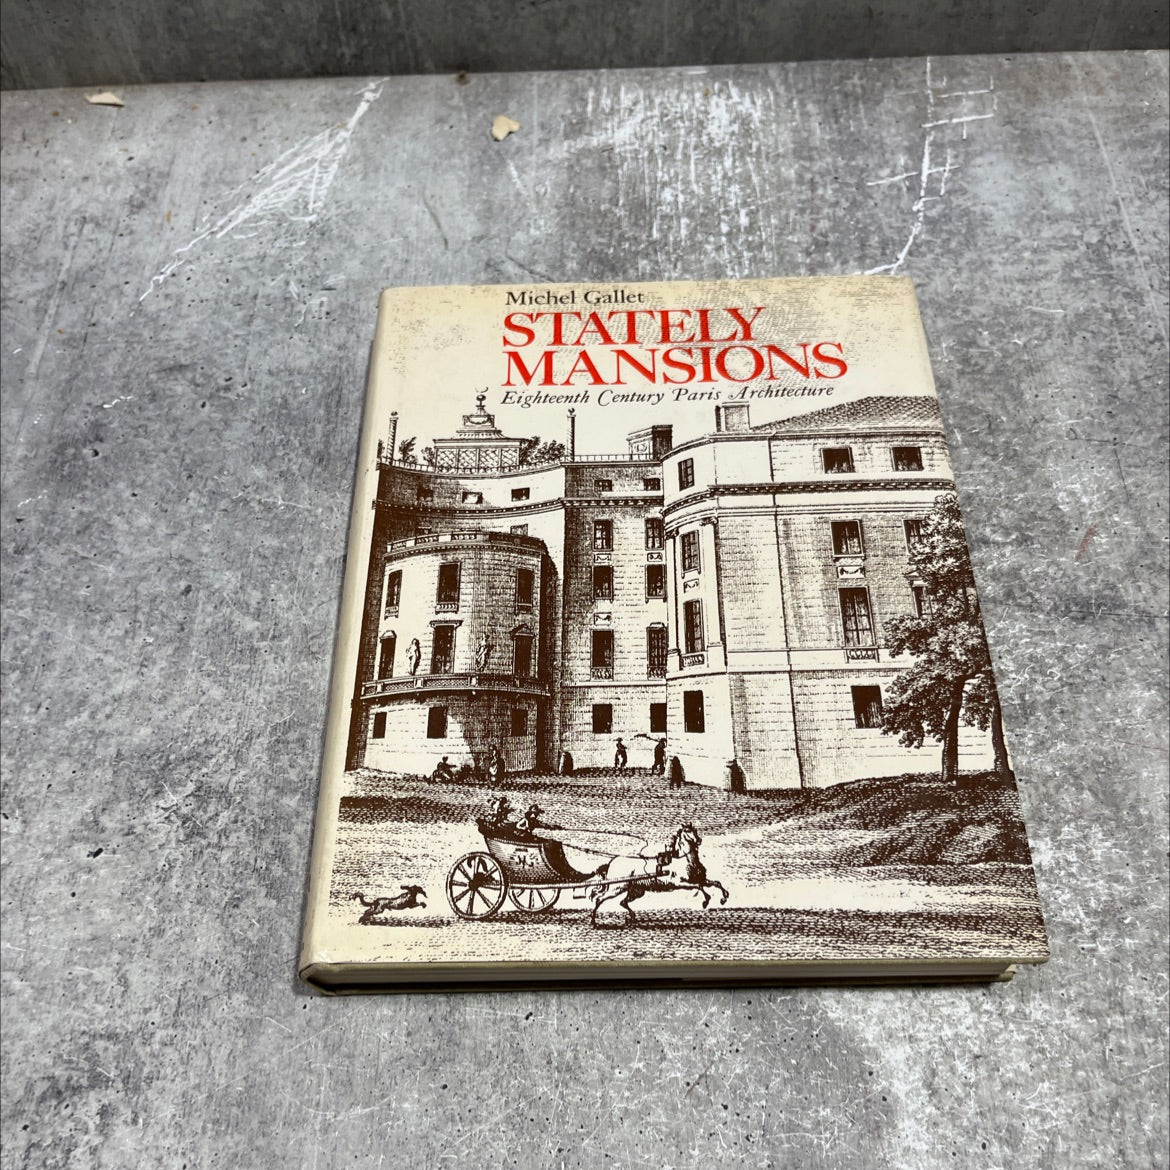 Michel Gallet
STATELY
MANSIONS
Eighteenth Century Paris Architecture